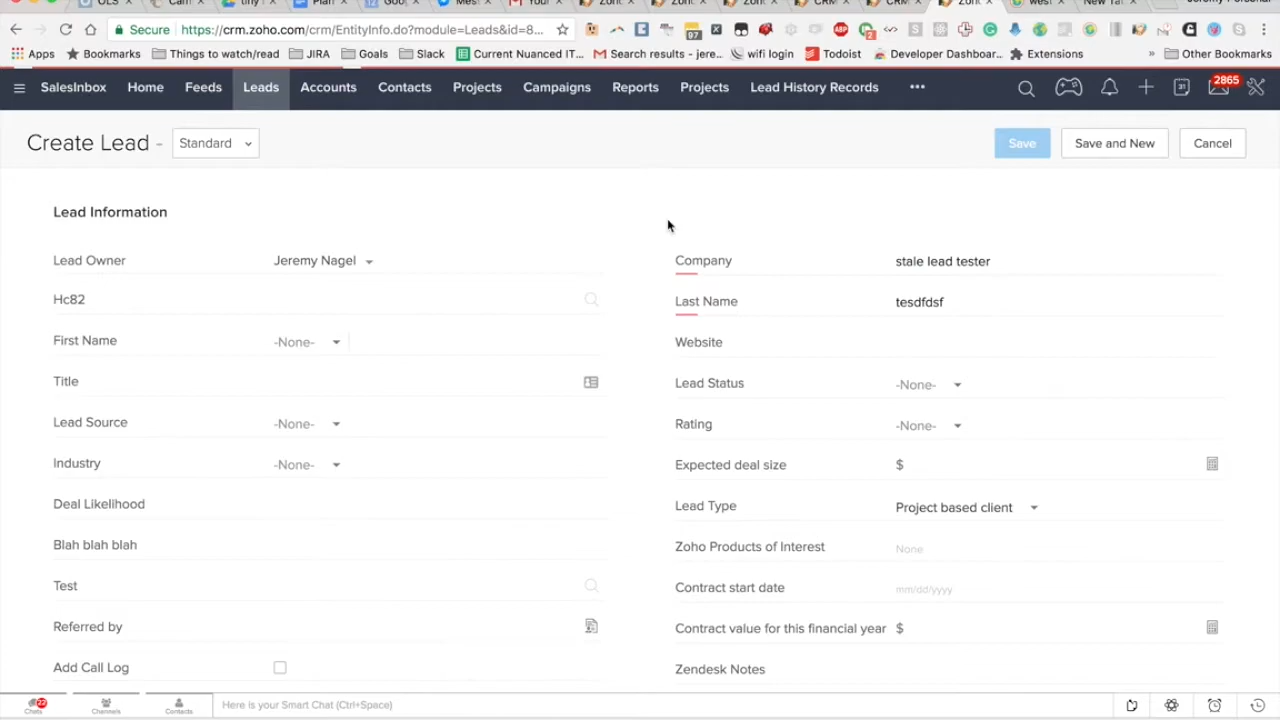 Secure https://crm.zoho.com/crm/EntityInfo.do?module=Leads&id=8...
97
ABP
2
Apps Bookmarks Things to watch/read JIRA Goals Slack Current Nuanced IT... Search results - jere... wifi login Todoist Developer Dashboar... Extensions » Other Bookmarks
SalesInbox Home Feeds Leads Accounts Contacts Projects Campaigns Reports Projects Lead History Records ••• 31 2865
Create Lead - Standard Save Save and New Cancel
Lead Information
Lead Owner Jeremy Nagel Company stale lead tester
Hc82 Last Name tesdfdsf
First Name -None- Website
Title Lead Status -None-
Lead Source -None- Rating -None-
Industry -None- Expected deal size $
Deal Likelihood Lead Type Project based client
Blah blah blah Zoho Products of Interest None
Test Contract start date mm/dd/yyyy
Referred by Contract value for this financial year $
Add Call Log Zendesk Notes
22
Chats Channels Contacts Here is your Smart Chat (Ctrl+Space)